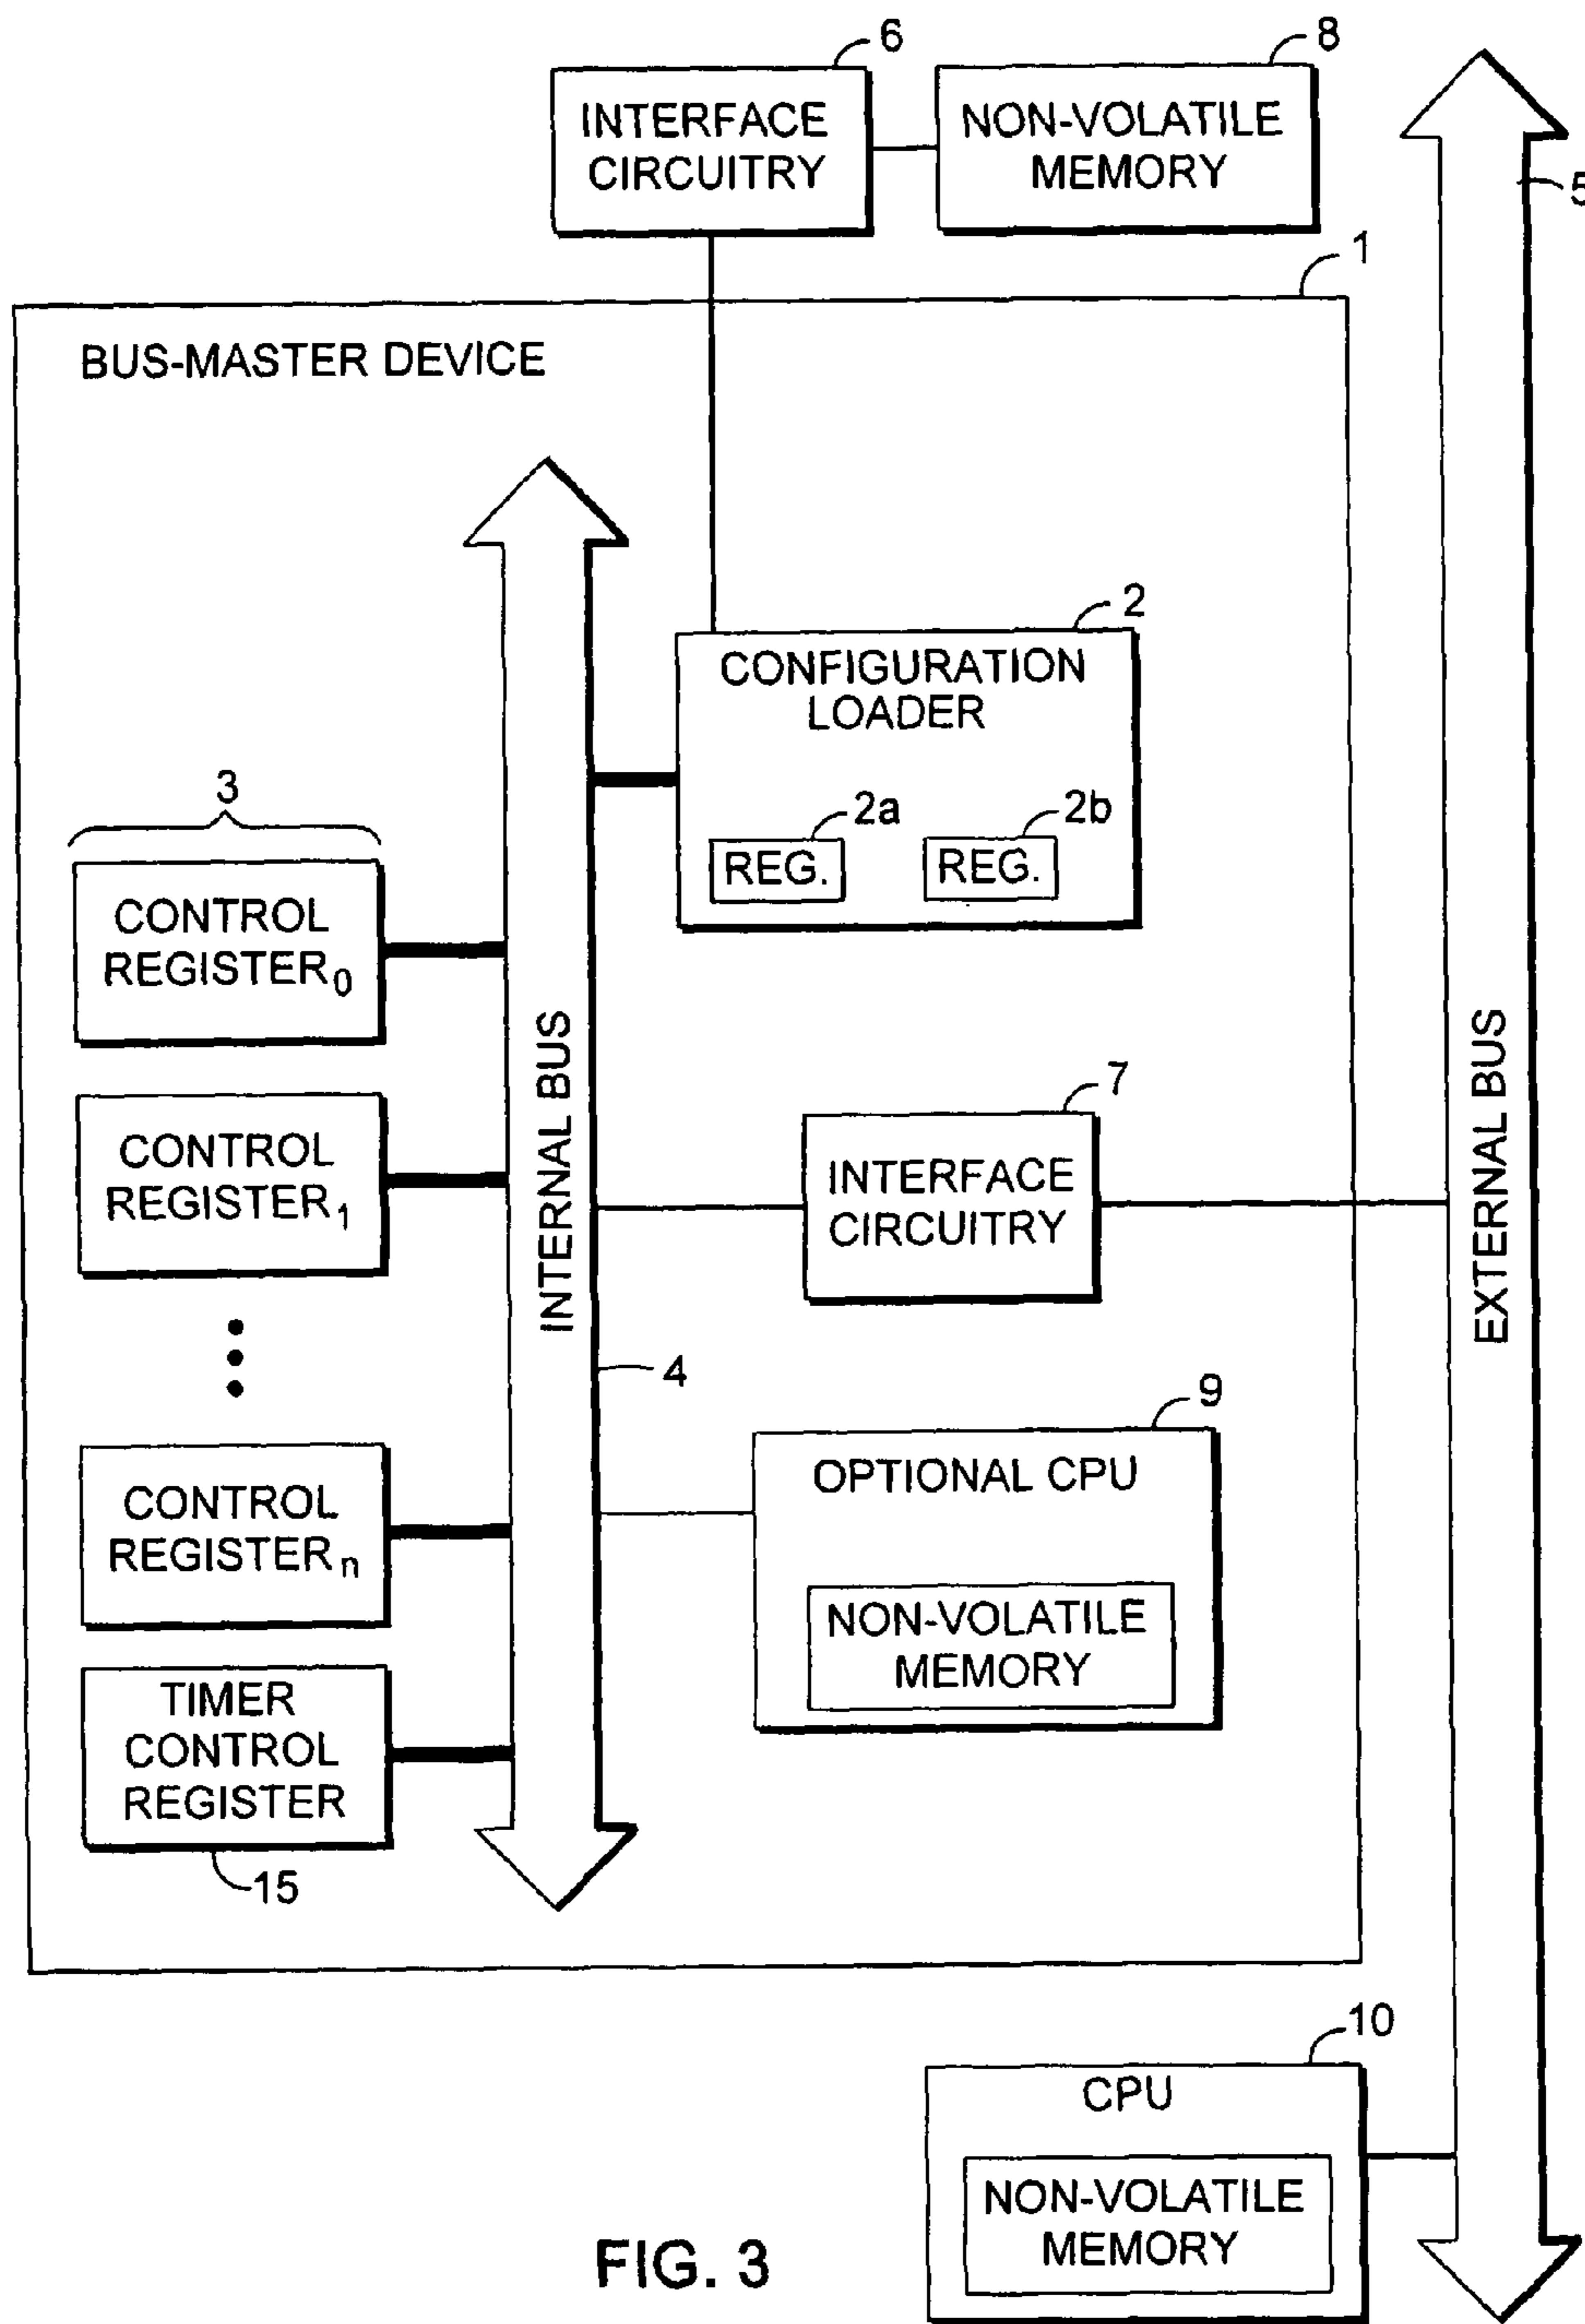 6
8
INTERFACE
CIRCUITRY
NON-VOLATILE
MEMORY
5
1
BUS-MASTER DEVICE
2
CONFIGURATION
LOADER
2a
2b
REG.
REG.
3
CONTROL
REGISTER0
CONTROL
REGISTER1
CONTROL
REGISTERn
TIMER
CONTROL
REGISTER
15
INTERNAL BUS
4
7
INTERFACE
CIRCUITRY
9
OPTIONAL CPU
NON-VOLATILE
MEMORY
EXTERNAL BUS
10
CPU
NON-VOLATILE
MEMORY
FIG. 3